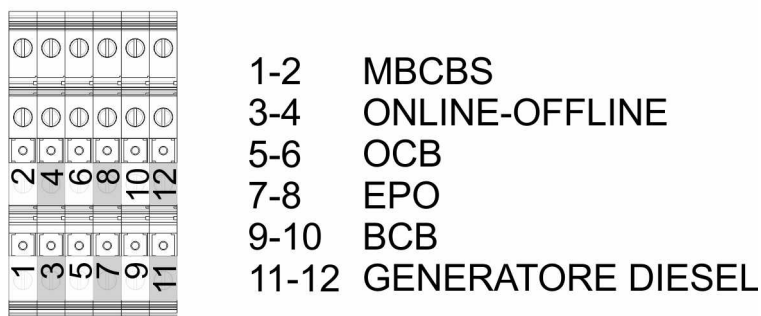 1-2 MBCBS
3-4 ONLINE-OFFLINE
5-6 OCB
7-8 EPO
9-10 BCB
11-12 GENERATORE DIESEL
2 4 6 8 10 12
1 3 5 7 9 11